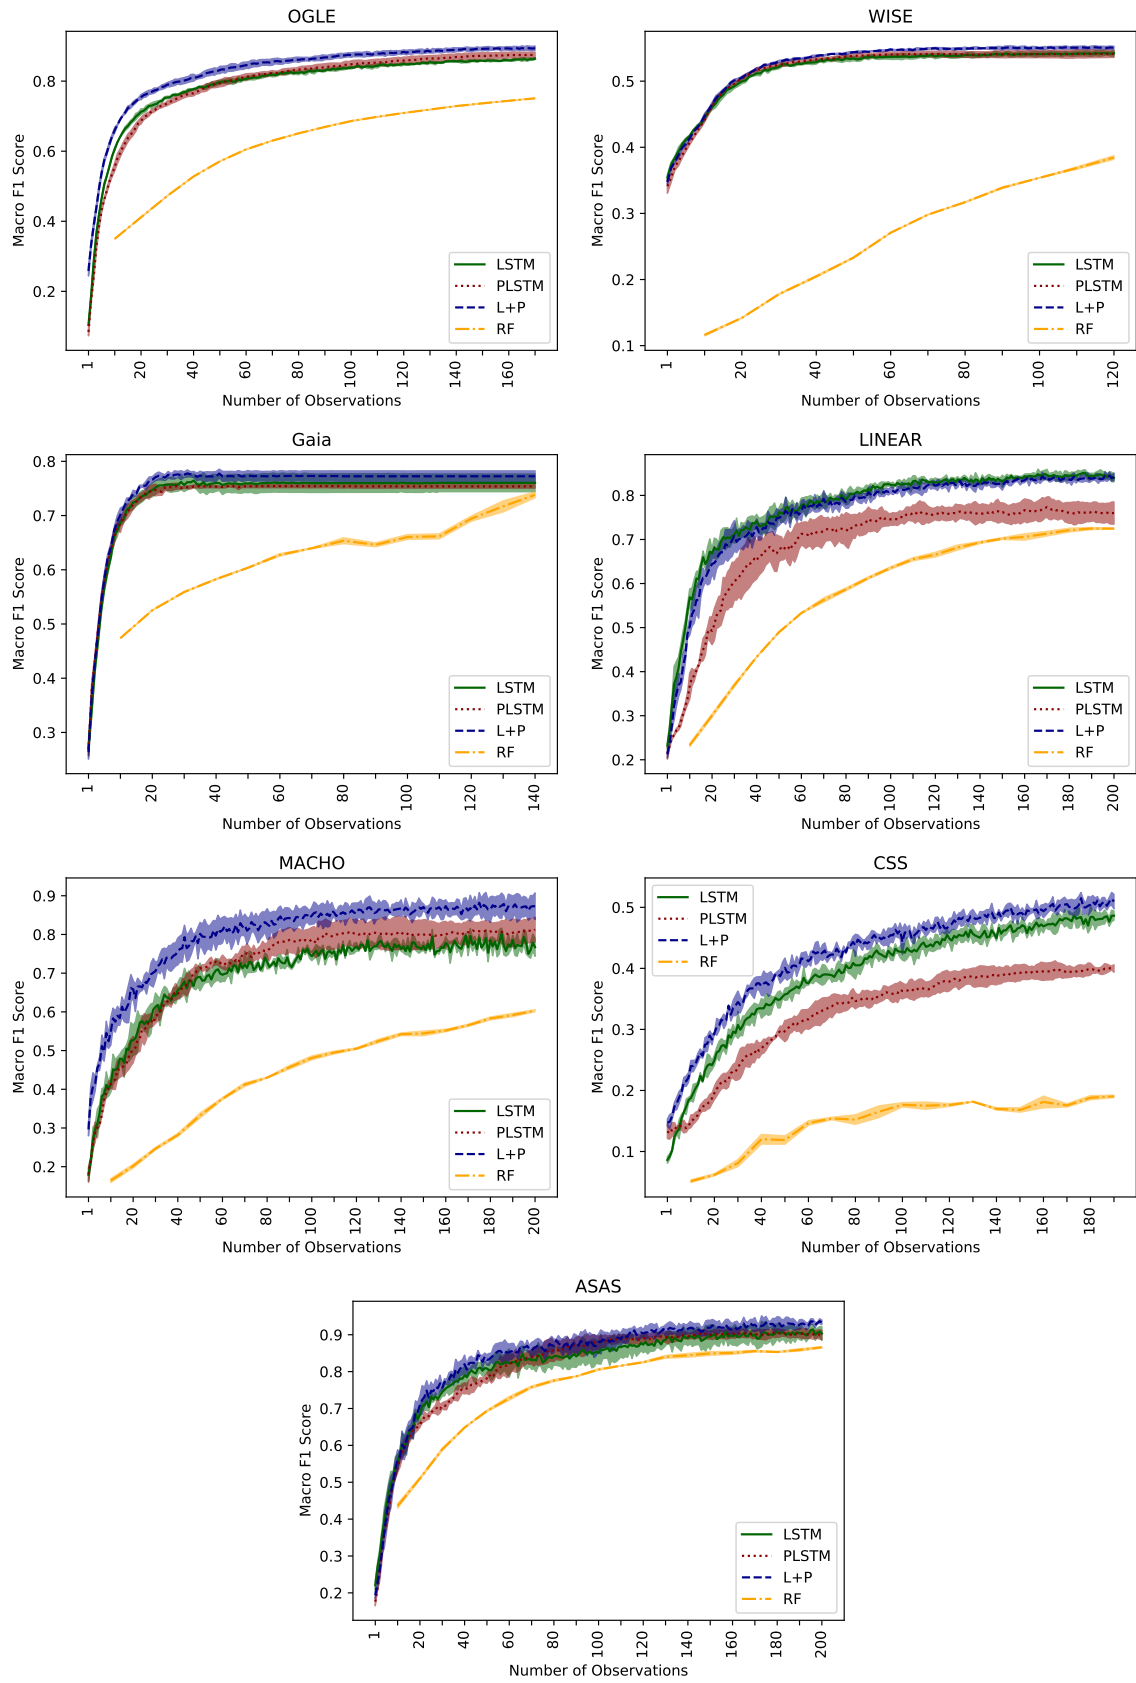 OGLE
Macro F1 Score
0.8
0.6
0.4
0.2
LSTM
PLSTM
L+P
RF
1
20
40
60
80
100
120
140
160
Number of Observations
WISE
Macro F1 Score
0.5
0.4
0.3
0.2
0.1
LSTM
PLSTM
L+P
RF
1
20
40
60
80
100
120
Number of Observations
Gaia
Macro F1 Score
0.8
0.7
0.6
0.5
0.4
0.3
LSTM
PLSTM
L+P
RF
1
20
40
60
80
100
120
140
Number of Observations
LINEAR
Macro F1 Score
0.8
0.7
0.6
0.5
0.4
0.3
0.2
LSTM
PLSTM
L+P
RF
1
20
40
60
80
100
120
140
160
180
200
Number of Observations
MACHO
Macro F1 Score
0.9
0.8
0.7
0.6
0.5
0.4
0.3
0.2
LSTM
PLSTM
L+P
RF
1
20
40
60
80
100
120
140
160
180
200
Number of Observations
CSS
Macro F1 Score
0.5
0.4
0.3
0.2
0.1
LSTM
PLSTM
L+P
RF
1
20
40
60
80
100
120
140
160
180
Number of Observations
ASAS
Macro F1 Score
0.9
0.8
0.7
0.6
0.5
0.4
0.3
0.2
LSTM
PLSTM
L+P
RF
1
20
40
60
80
100
120
140
160
180
200
Number of Observations